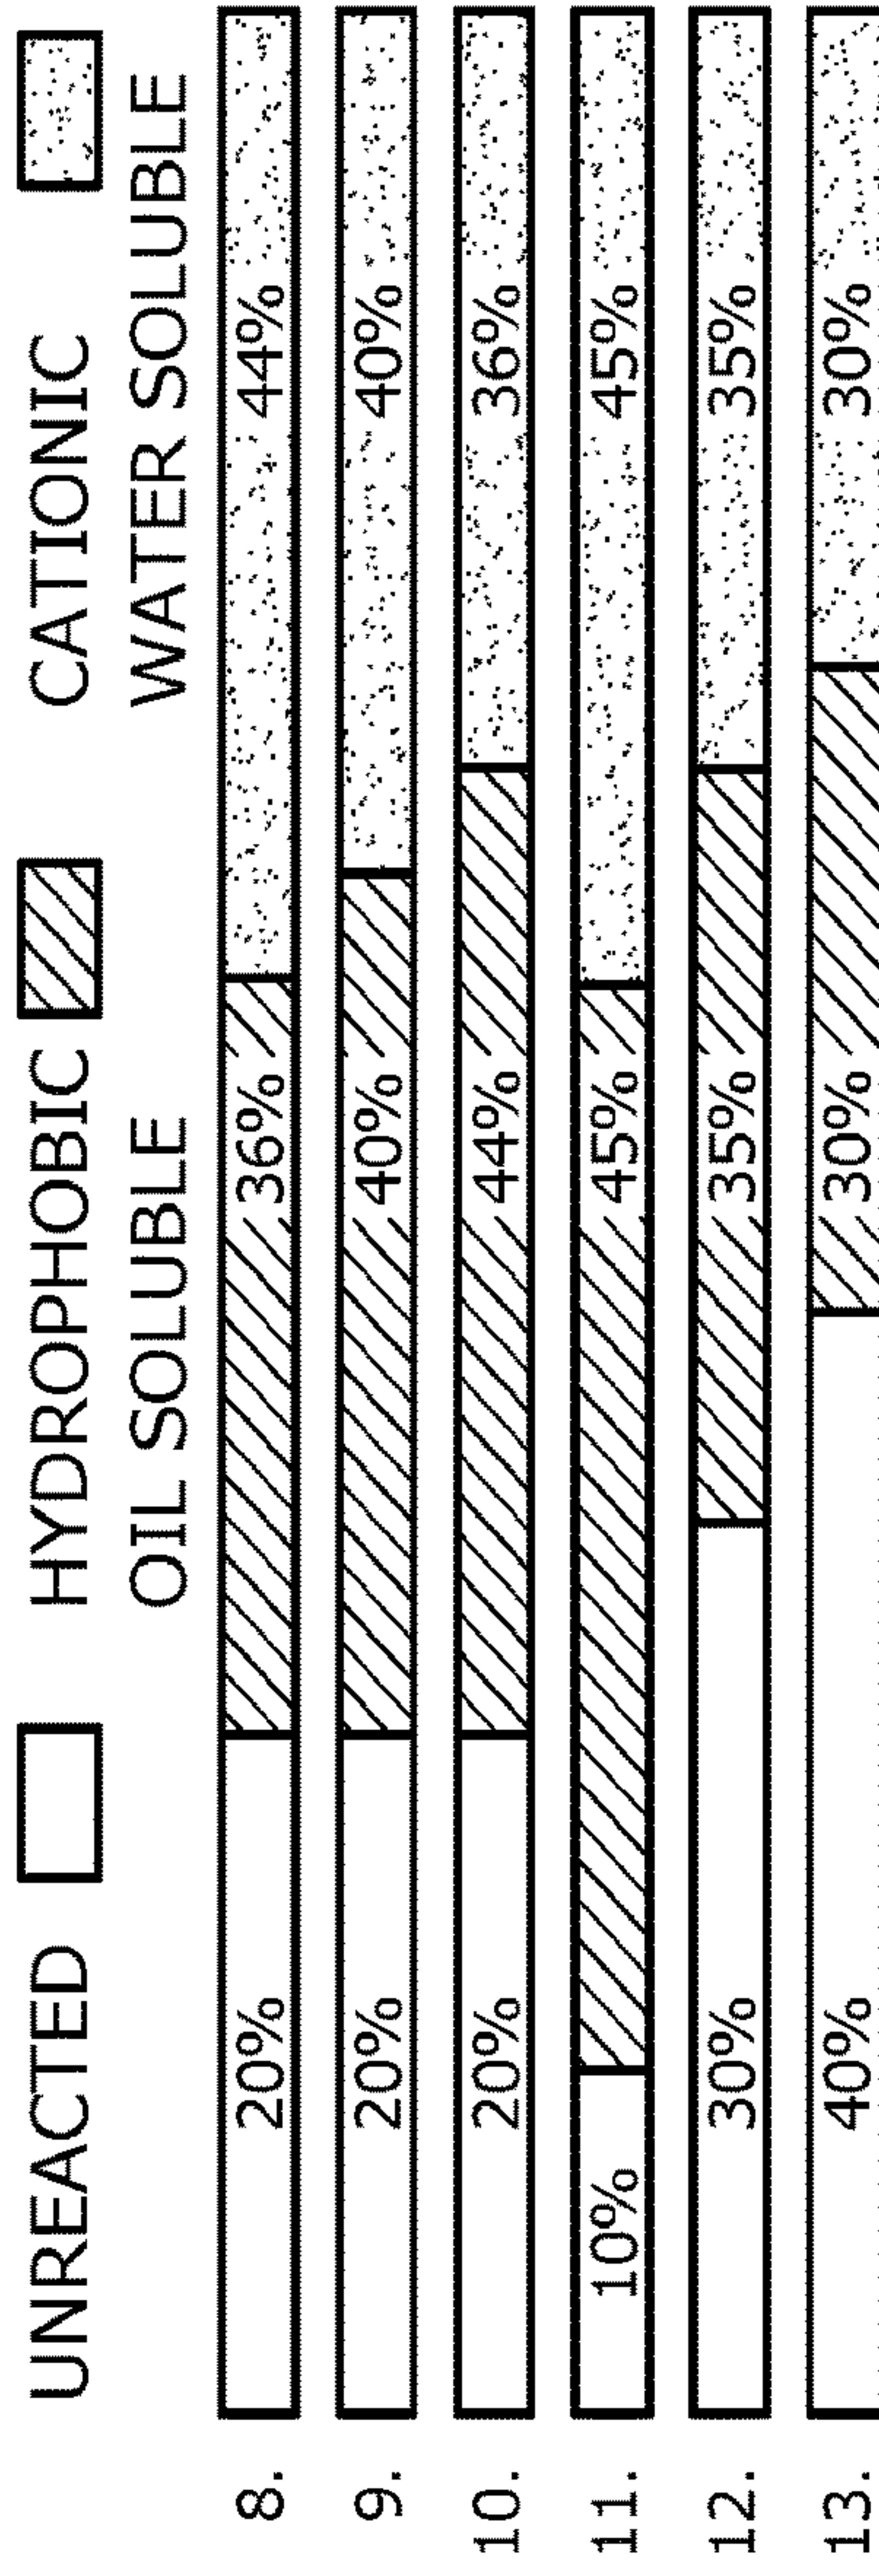 UNREACTED HYDROPHOBIC CATIONIC
OIL SOLUBLE WATER SOLUBLE
8. 20% 36% 44%
9. 20% 40% 40%
10. 20% 44% 36%
11. 10% 45% 45%
12. 30% 35% 35%
13. 40% 30% 30%